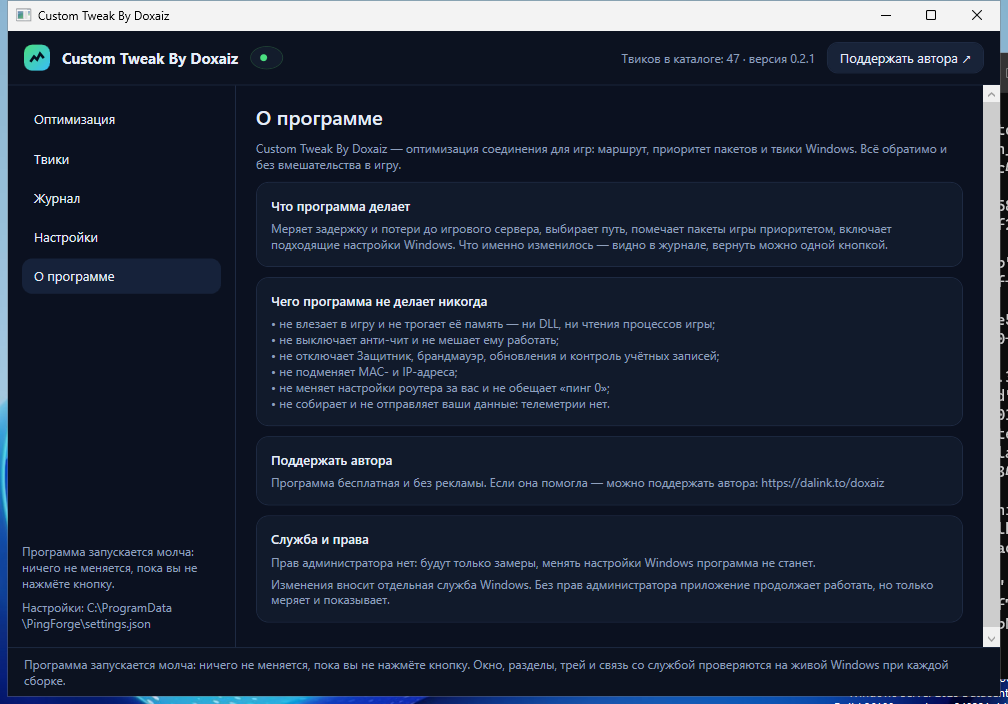 Custom Tweak By Doxaiz
Custom Tweak By Doxaiz
Твиков в каталоге: 47 · версия 0.2.1
Поддержать автора ↗
Оптимизация
Твики
Журнал
Настройки
О программе
Программа запускается молча:
ничего не меняется, пока вы не
нажмёте кнопку.
Настройки: C:\ProgramData
\PingForge\settings.json
О программе
Custom Tweak By Doxaiz — оптимизация соединения для игр: маршрут, приоритет пакетов и твики Windows. Всё обратимо и
без вмешательства в игру.
Что программа делает
Меряет задержку и потери до игрового сервера, выбирает путь, помечает пакеты игры приоритетом, включает
подходящие настройки Windows. Что именно изменилось — видно в журнале, вернуть можно одной кнопкой.
Чего программа не делает никогда
• не влезает в игру и не трогает её память — ни DLL, ни чтения процессов игры;
• не выключает анти-чит и не мешает ему работать;
• не отключает Защитник, брандмауэр, обновления и контроль учётных записей;
• не подменяет MAC- и IP-адреса;
• не меняет настройки роутера за вас и не обещает «пинг 0»;
• не собирает и не отправляет ваши данные: телеметрии нет.
Поддержать автора
Программа бесплатная и без рекламы. Если она помогла — можно поддержать автора: https://dalink.to/doxaiz
Служба и права
Прав администратора нет: будут только замеры, менять настройки Windows программа не станет.
Изменения вносит отдельная служба Windows. Без прав администратора приложение продолжает работать, но только
меряет и показывает.
Программа запускается молча: ничего не меняется, пока вы не нажмёте кнопку. Окно, разделы, трей и связь со службой проверяются на живой Windows при каждой
сборке.